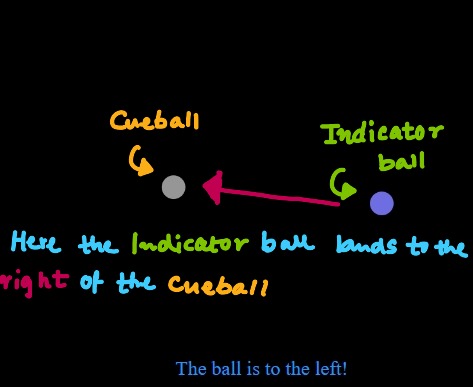 Cueball
Indicator
ball
Here the Indicator ball lands to the
right of the Cueball
The ball is to the left!